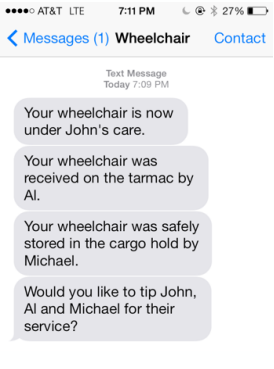 AT&T LTE 7:11 PM 27%
Messages (1) Wheelchair Contact
Text Message
Today 7:09 PM
Your wheelchair is now
under John's care.
Your wheelchair was
received on the tarmac by
Al.
Your wheelchair was safely
stored in the cargo hold by
Michael.
Would you like to tip John,
Al and Michael for their
service?